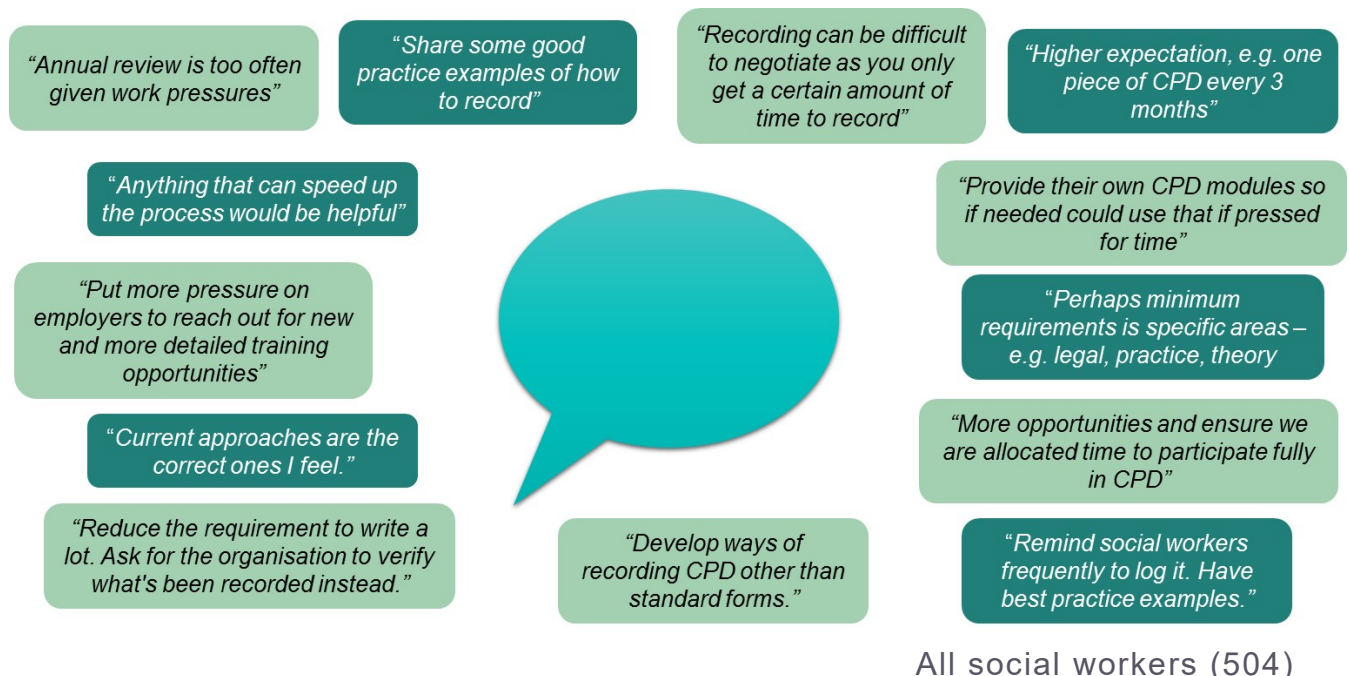 “Annual review is too often
given work pressures”
“Share some good
practice examples of how
to record”
“Recording can be difficult
to negotiate as you only
get a certain amount of
time to record”
“Higher expectation, e.g. one
piece of CPD every 3
months”
“Anything that can speed up
the process would be helpful”
“Provide their own CPD modules so
if needed could use that if pressed
for time”
“Put more pressure on
employers to reach out for new
and more detailed training
opportunities”
“Perhaps minimum
requirements is specific areas –
e.g. legal, practice, theory
“Current approaches are the
correct ones I feel.”
“More opportunities and ensure we
are allocated time to participate fully
in CPD”
“Reduce the requirement to write a
lot. Ask for the organisation to verify
what's been recorded instead.”
“Develop ways of
recording CPD other than
standard forms.”
“Remind social workers
frequently to log it. Have
best practice examples.”
All social workers (504)